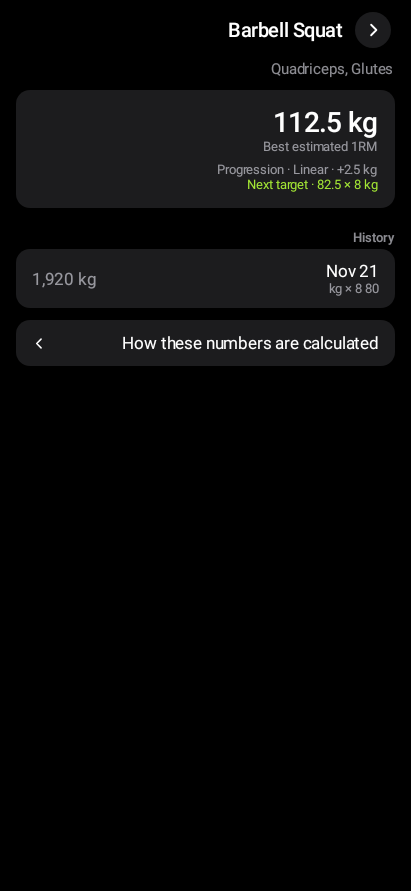 Barbell Squat
Quadriceps, Glutes
112.5 kg
Best estimated 1RM
Progression · Linear · +2.5 kg
Next target · 82.5 × 8 kg
History
Nov 21
kg × 8 80
1,920 kg
How these numbers are calculated